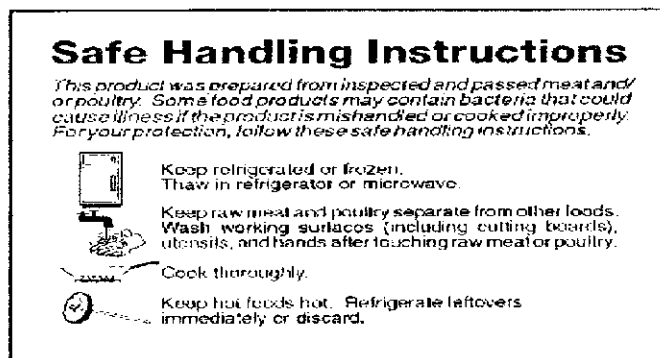 Safe Handling Instructions
This product was prepared from inspected and passed meat and/
or poultry. Some food products may contain bacteria that could
cause illness if the product is mishandled or cooked improperly.
For your protection, follow these safe handling instructions.
Keep refrigerated or frozen.
Thaw in refrigerator or microwave.
Keep raw meat and poultry separate from other foods.
Wash working surfaces (including cutting boards),
utensils, and hands after touching raw meat or poultry.
Cook thoroughly.
Keep hot foods hot. Refrigerate leftovers
immediately or discard.